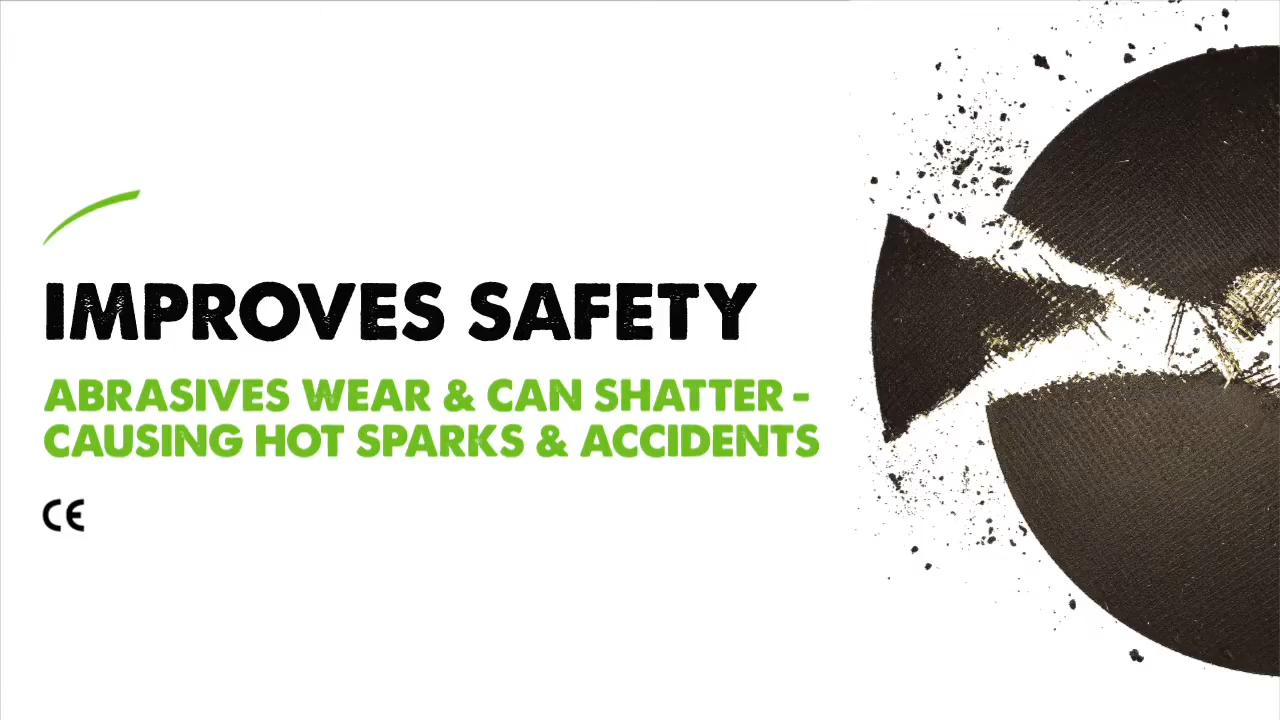 IMPROVES SAFETY
ABRASIVES WEAR & CAN SHATTER -
CAUSING HOT SPARKS & ACCIDENTS
CE